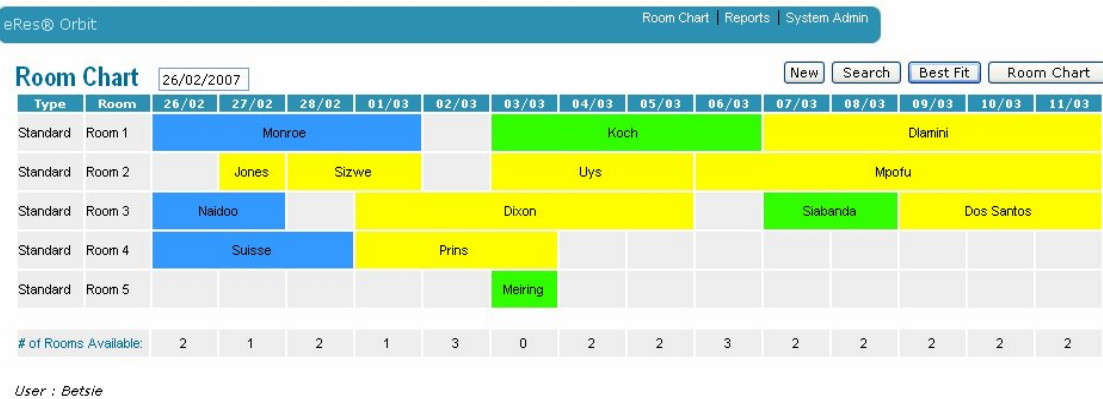 eRes® Orbit
Room Chart | Reports | System Admin
Room Chart 26/02/2007 New Search Best Fit Room Chart
Type Room 26/02 27/02 28/02 01/03 02/03 03/03 04/03 05/03 06/03 07/03 08/03 09/03 10/03 11/03
Standard Room 1 Monroe Koch Dlamini
Standard Room 2 Jones Sizwe Uys Mpofu
Standard Room 3 Naidoo Dixon Siabanda Dos Santos
Standard Room 4 Suisse Prins
Standard Room 5 Meiring
# of Rooms Available: 2 1 2 1 3 0 2 2 3 2 2 2 2 2
User : Betsie